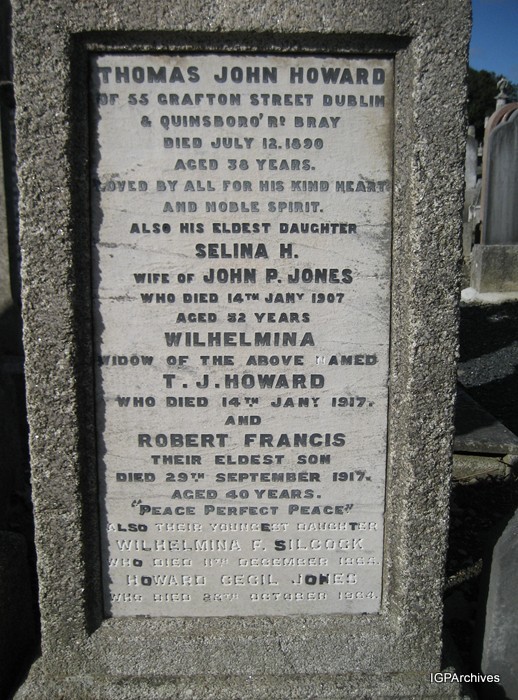 THOMAS JOHN HOWARD
OF 55 GRAFTON STREET DUBLIN
& QUINSBORO' RD BRAY
DIED JULY 12. 1890
AGED 38 YEARS.
LOVED BY ALL FOR HIS KIND HEART
AND NOBLE SPIRIT.
ALSO HIS ELDEST DAUGHTER
SELINA H.
WIFE OF JOHN P. JONES
WHO DIED 14TH JANY 1907
AGED 32 YEARS
WILHELMINA
WIDOW OF THE ABOVE NAMED
T. J. HOWARD
WHO DIED 14TH JANY 1917.
AND
ROBERT FRANCIS
THEIR ELDEST SON
DIED 29TH SEPTEMBER 1917.
AGED 40 YEARS.
"PEACE PERFECT PEACE"
ALSO THEIR YOUNGEST DAUGHTER
WILHELMINA F. SILCOCK
WHO DIED 11TH DECEMBER
HOWARD CECIL JONES
WHO DIED OCTOBER 1964.
IGPArchives